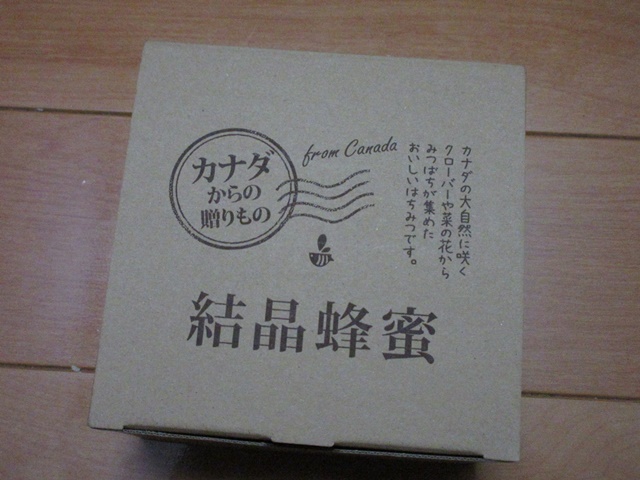 カナダ
からの
贈りもの
from Canada
カナダの大自然に咲く
クローバーや菜の花から
みつばちが集めた
おいしいはちみつです。
結晶蜂蜜